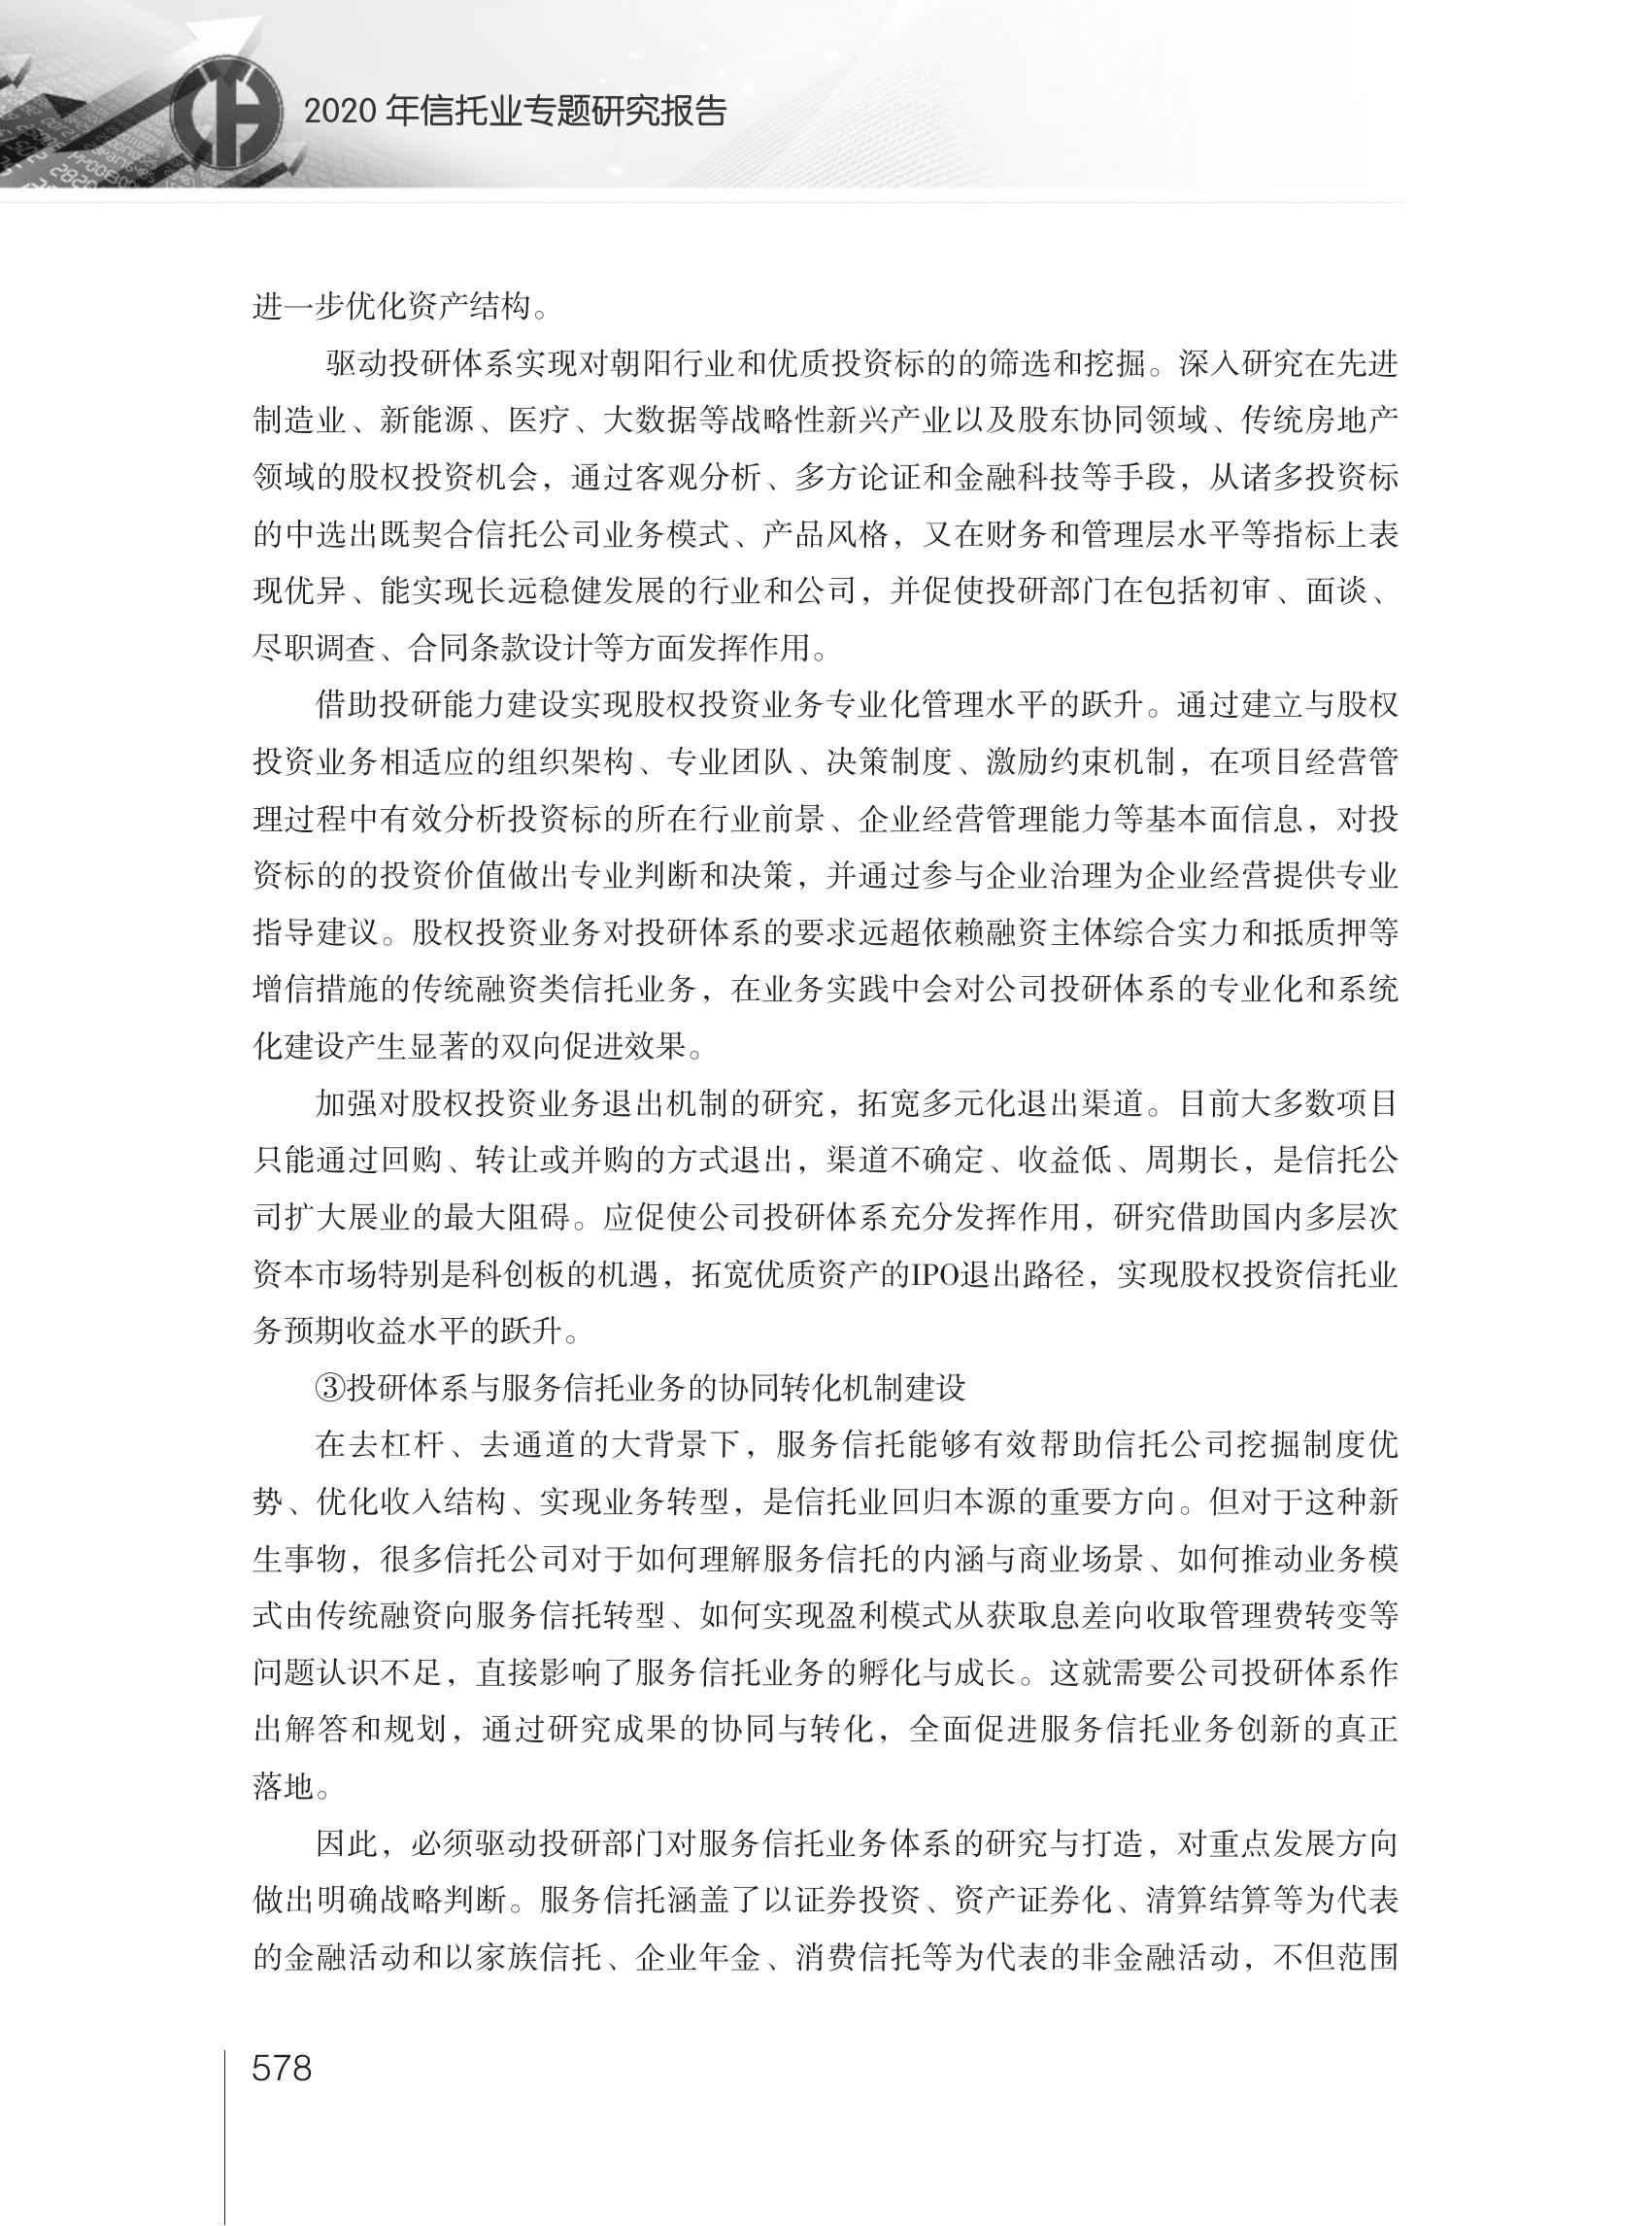 2020 年信托业专题研究报告
进一步优化资产结构。
驱动投研体系实现对朝阳行业和优质投资标的的筛选和挖掘。深入研究在先进
制造业、新能源、医疗、大数据等战略性新兴产业以及股东协同领域、传统房地产
领域的股权投资机会，通过客观分析、多方论证和金融科技等手段，从诸多投资标
的中选出既契合信托公司业务模式、产品风格，又在财务和管理层水平等指标上表
现优异、能实现长远稳健发展的行业和公司，并促使投研部门在包括初审、面谈、
尽职调查、合同条款设计等方面发挥作用。
借助投研能力建设实现股权投资业务专业化管理水平的跃升。通过建立与股权
投资业务相适应的组织架构、专业团队、决策制度、激励约束机制，在项目经营管
理过程中有效分析投资标的所在行业前景、企业经营管理能力等基本面信息，对投
资标的的投资价值做出专业判断和决策，并通过参与企业治理为企业经营提供专业
指导建议。股权投资业务对投研体系的要求远超依赖融资主体综合实力和抵质押等
增信措施的传统融资类信托业务，在业务实践中会对公司投研体系的专业化和系统
化建设产生显著的双向促进效果。
加强对股权投资业务退出机制的研究，拓宽多元化退出渠道。目前大多数项目
只能通过回购、转让或并购的方式退出，渠道不确定、收益低、周期长，是信托公
司扩大展业的最大阻碍。应促使公司投研体系充分发挥作用，研究借助国内多层次
资本市场特别是科创板的机遇，拓宽优质资产的IPO退出路径，实现股权投资信托业
务预期收益水平的跃升。
③投研体系与服务信托业务的协同转化机制建设
在去杠杆、去通道的大背景下，服务信托能够有效帮助信托公司挖掘制度优
势、优化收入结构、实现业务转型，是信托业回归本源的重要方向。但对于这种新
生事物，很多信托公司对于如何理解服务信托的内涵与商业场景、如何推动业务模
式由传统融资向服务信托转型、如何实现盈利模式从获取息差向收取管理费转变等
问题认识不足，直接影响了服务信托业务的孵化与成长。这就需要公司投研体系作
出解答和规划，通过研究成果的协同与转化，全面促进服务信托业务创新的真正
落地。
因此，必须驱动投研部门对服务信托业务体系的研究与打造，对重点发展方向
做出明确战略判断。服务信托涵盖了以证券投资、资产证券化、清算结算等为代表
的金融活动和以家族信托、企业年金、消费信托等为代表的非金融活动，不但范围
578